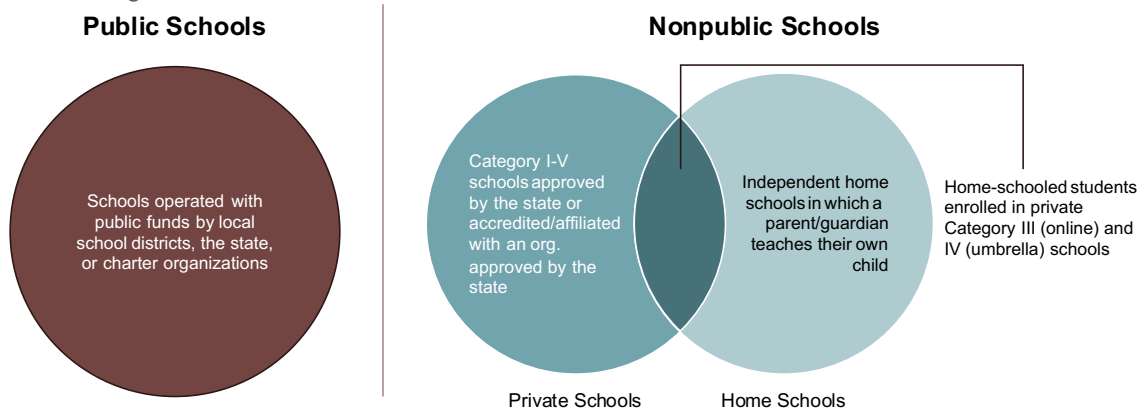 Public Schools
Nonpublic Schools
Schools operated with
public funds by local
school districts, the state,
or charter organizations
Category I-V
schools approved
by the state or
accredited/affiliated
with an org.
approved by the
state
Independent home
schools in which a
parent/guardian
teaches their own
child
Home-schooled students
enrolled in private
Category III (online) and
IV (umbrella) schools
Private Schools
Home Schools